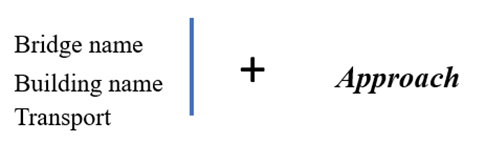 Bridge name
Building name
Transport
+
Approach